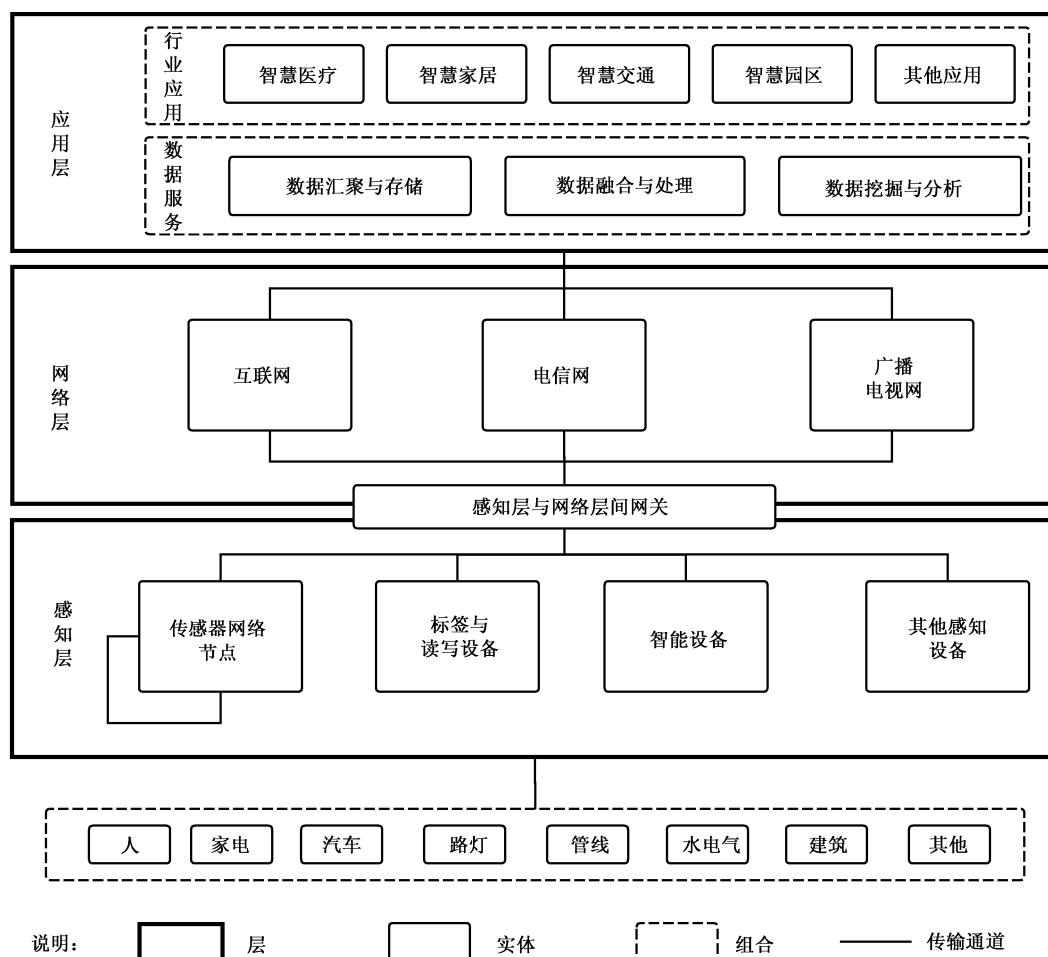 应用层
行业应用
智慧医疗
智慧家居
智慧交通
智慧园区
其他应用
数据服务
数据汇聚与存储
数据融合与处理
数据挖掘与分析
网络层
互联网
电信网
广播
电视网
感知层与网络层间网关
感知层
传感器网络
节点
标签与
读写设备
智能设备
其他感知
设备
人
家电
汽车
路灯
管线
水电气
建筑
其他
说明：
层
实体
组合
传输通道